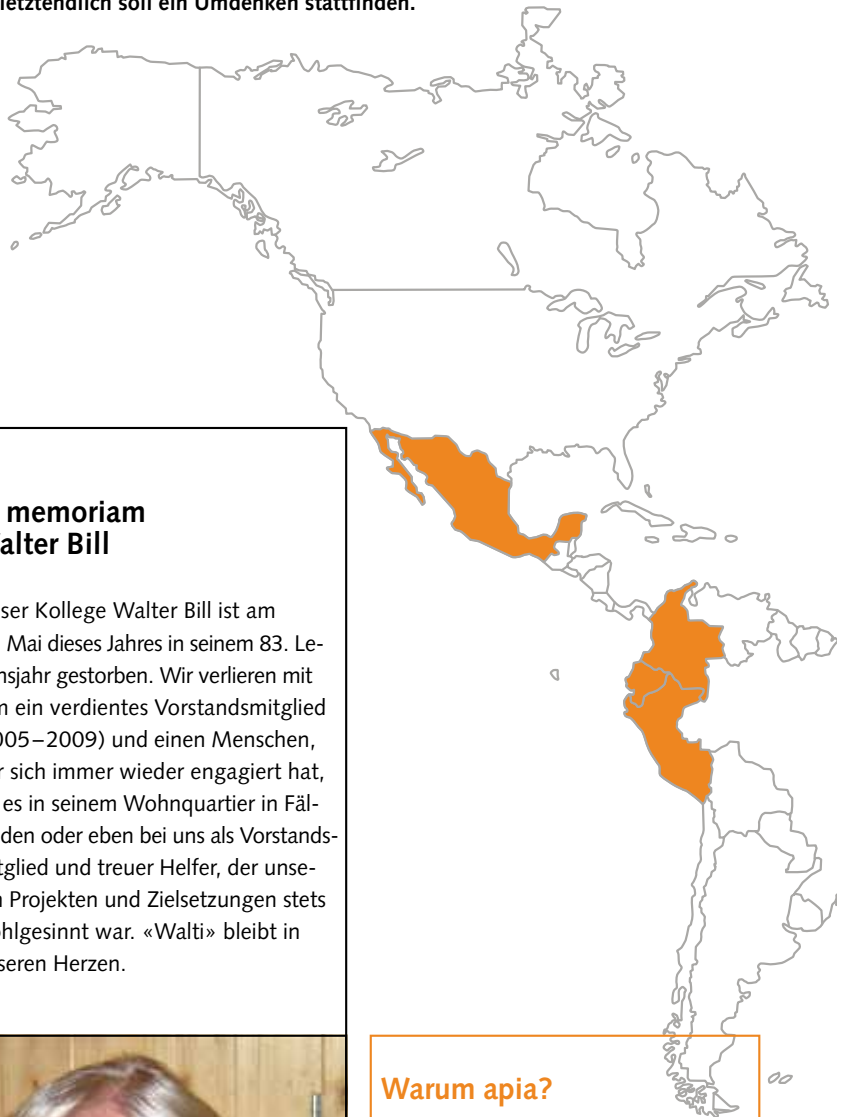 letztendlich soll ein Umdenken stattfinden.
memoriam
alter Bill
ser Kollege Walter Bill ist am
Mai dieses Jahres in seinem 83. Le-
nsjahr gestorben. Wir verlieren mit
m ein verdientes Vorstandsmitglied
005–2009) und einen Menschen,
r sich immer wieder engagiert hat,
es in seinem Wohnquartier in Fäl-
den oder eben bei uns als Vorstands-
tglied und treuer Helfer, der unse-
n Projekten und Zielsetzungen stets
ohlgesinnt war. «Walti» bleibt in
seren Herzen.
Warum apia?